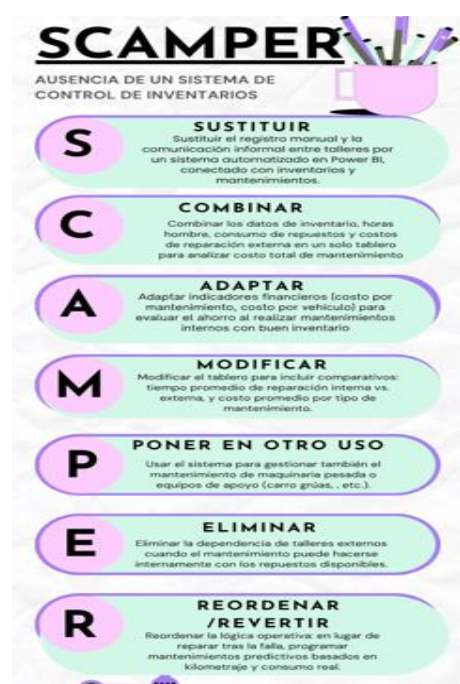 SCAMPER
AUSENCIA DE UN SISTEMA DE
CONTROL DE INVENTARIOS
S
SUSTITUIR
Sustituir el registro manual y la
comunicación informal entre talleres por
un sistema automatizado en Power BI,
conectado con inventarios y
mantenimientos.
C
COMBINAR
Combinar los datos de inventario, horas
hombre, consumo de repuestos y costos
de reparación externa en un solo tablero
para analizar costo total de mantenimiento
A
ADAPTAR
Adaptar indicadores financieros (costo por
mantenimiento, costo por vehículo) para
evaluar el ahorro al realizar mantenimientos
internos con buen inventario
M
MODIFICAR
Modificar el tablero para incluir comparativos:
tiempo promedio de reparación interna vs.
externa, y costo promedio por tipo de
mantenimiento.
P
PONER EN OTRO USO
Usar el sistema para gestionar también el
mantenimiento de maquinaria pesada o
equipos de apoyo (carro grúas, , etc.).
E
ELIMINAR
Eliminar la dependencia de talleres externos
cuando el mantenimiento puede hacerse
internamente con los repuestos disponibles.
R
REORDENAR
/REVERTIR
Reordenar la lógica operativa: en lugar de
reparar tras la falla, programar
mantenimientos predictivos basados en
kilometraje y consumo real.